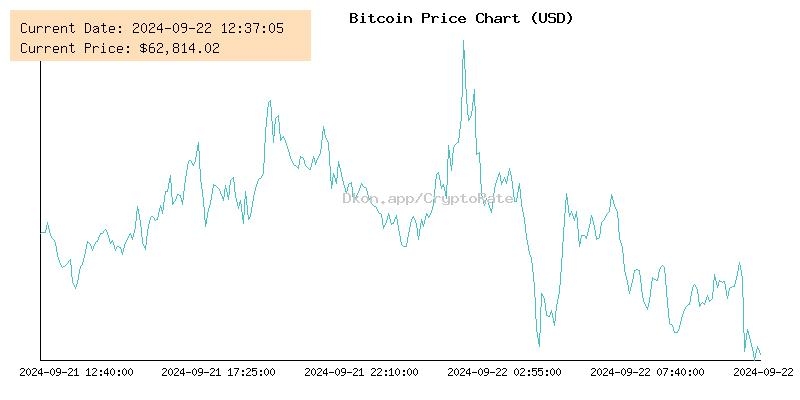 Bitcoin Price Chart (USD)
Current Date: 2024-09-22 12:37:05
Current Price: $62,814.02
Dkon.app/CryptoRate
2024-09-21 12:40:00
2024-09-21 17:25:00
2024-09-21 22:10:00
2024-09-22 02:55:00
2024-09-22 07:40:00
2024-09-22